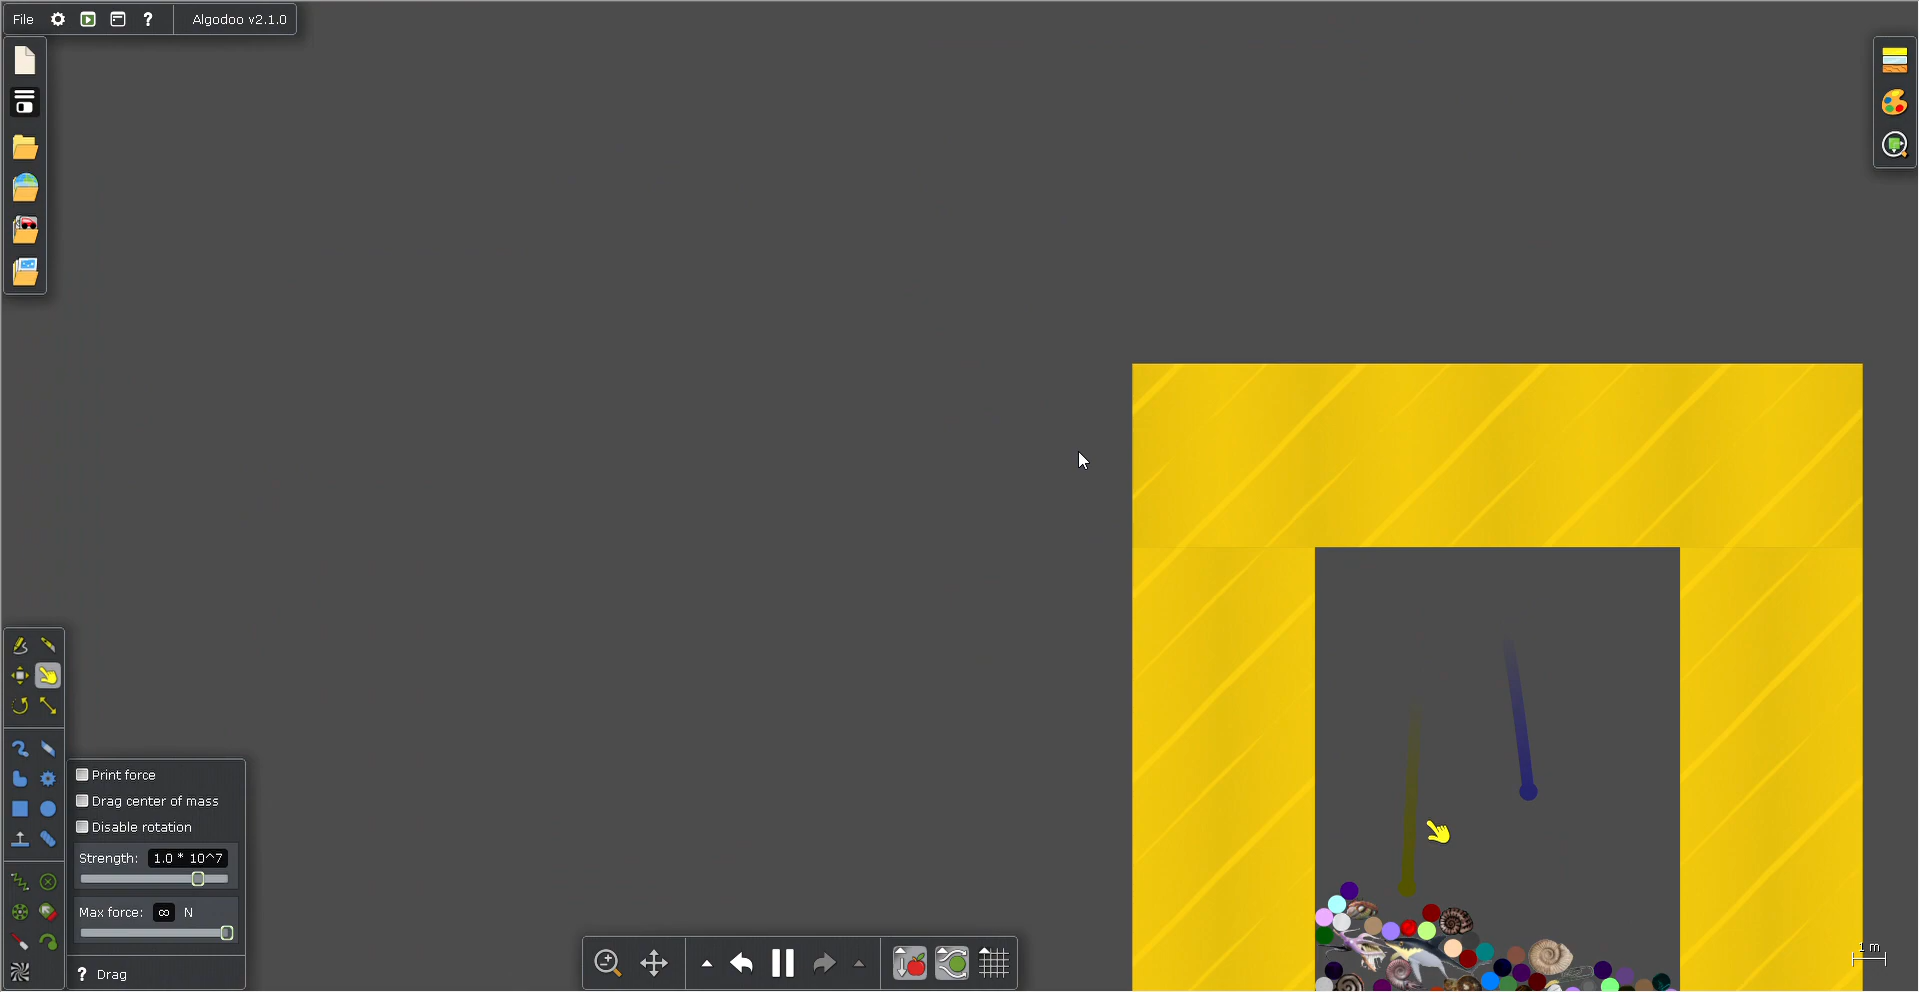 File ? Algodoo v2.1.0
Print force
Drag center of mass
Disable rotation
Strength: 1.0 * 10^7
Max force: ∞ N
? Drag
1 m